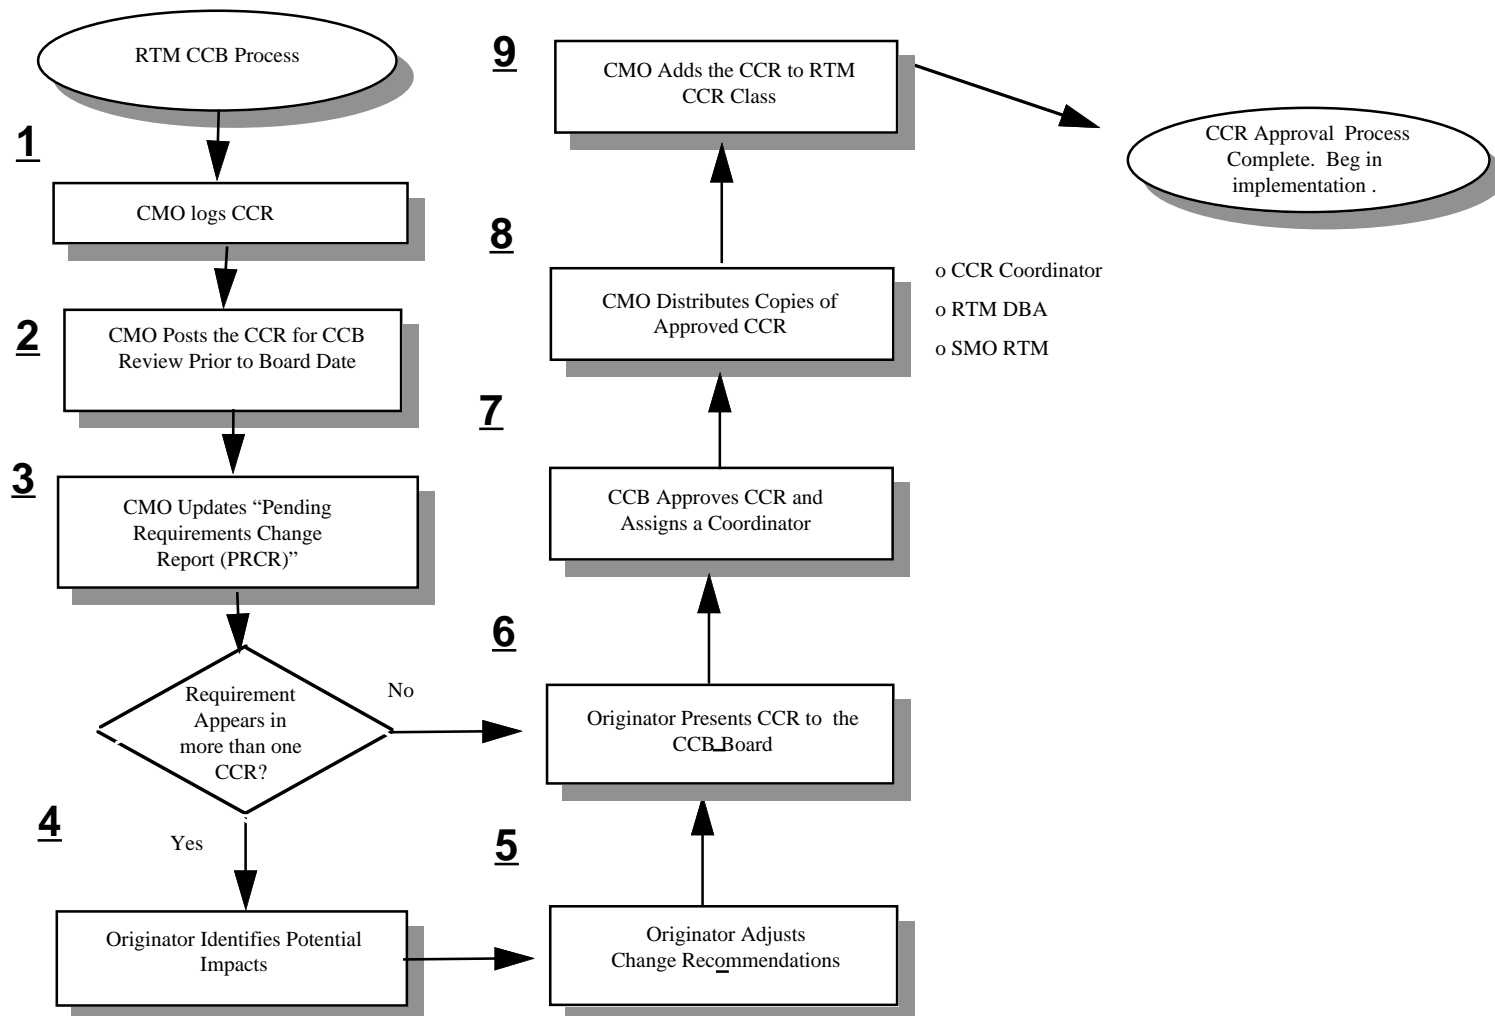 RTM CCB Process
1
CMO logs CCR
2
CMO Posts the CCR for CCB
Review Prior to Board Date
3
CMO Updates “Pending
Requirements Change
Report (PRCR)”
Requirement
Appears in
more than one
CCR?
No
Yes
4
Originator Identifies Potential
Impacts
5
Originator Adjusts
Change Recommendations
6
Originator Presents CCR to the
CCB Board
7
CCB Approves CCR and
Assigns a Coordinator
8
CMO Distributes Copies of
Approved CCR
o CCR Coordinator
o RTM DBA
o SMO RTM
9
CMO Adds the CCR to RTM
CCR Class
CCR Approval Process
Complete. Beg in
implementation .